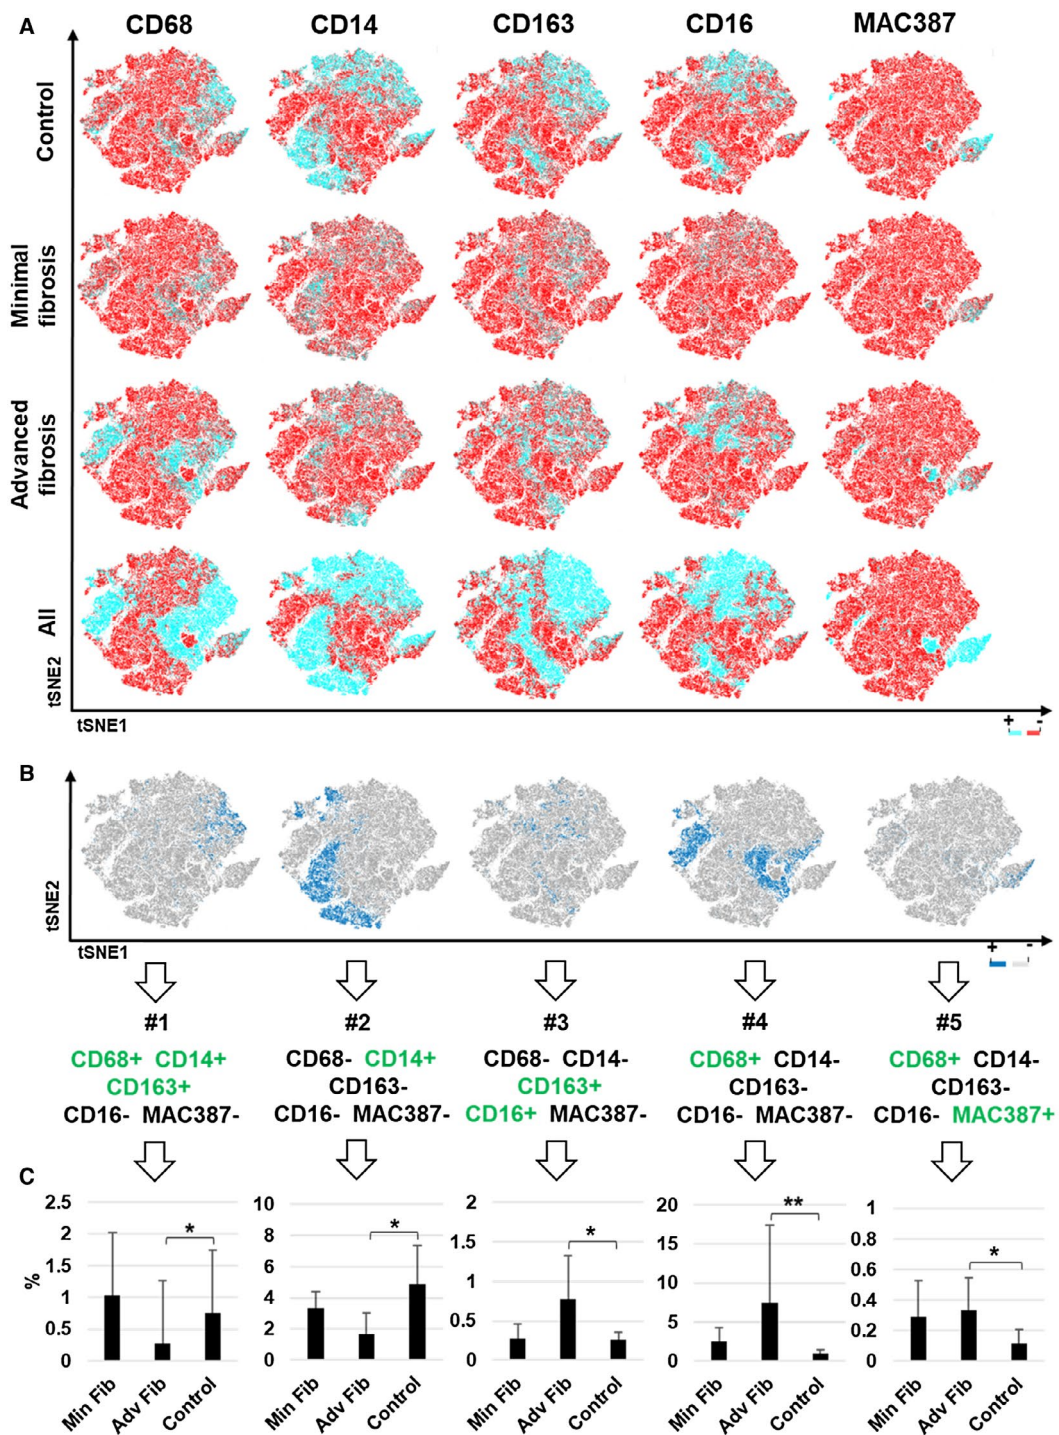 A
CD68 CD14 CD163 CD16 MAC387
Control
Minimal
fibrosis
Advanced
fibrosis
All
tSNE2
tSNE1
+ -
B
tSNE2
tSNE1
+ -
#1 #2 #3 #4 #5
CD68+ CD14+ CD68- CD14+ CD68- CD14- CD68+ CD14- CD68+ CD14-
CD163+ CD163- CD163+ CD163- CD163-
CD16- MAC387- CD16- MAC387- CD16+ MAC387- CD16- MAC387- CD16- MAC387+
C
%
2.5
2
1.5
1
0.5
0
*
Min Fib Adv Fib Control
10
8
6
4
2
0
*
Min Fib Adv Fib Control
2
1.5
1
0.5
0
*
Min Fib Adv Fib Control
20
15
10
5
0
**
Min Fib Adv Fib Control
1
0.8
0.6
0.4
0.2
0
*
Min Fib Adv Fib Control